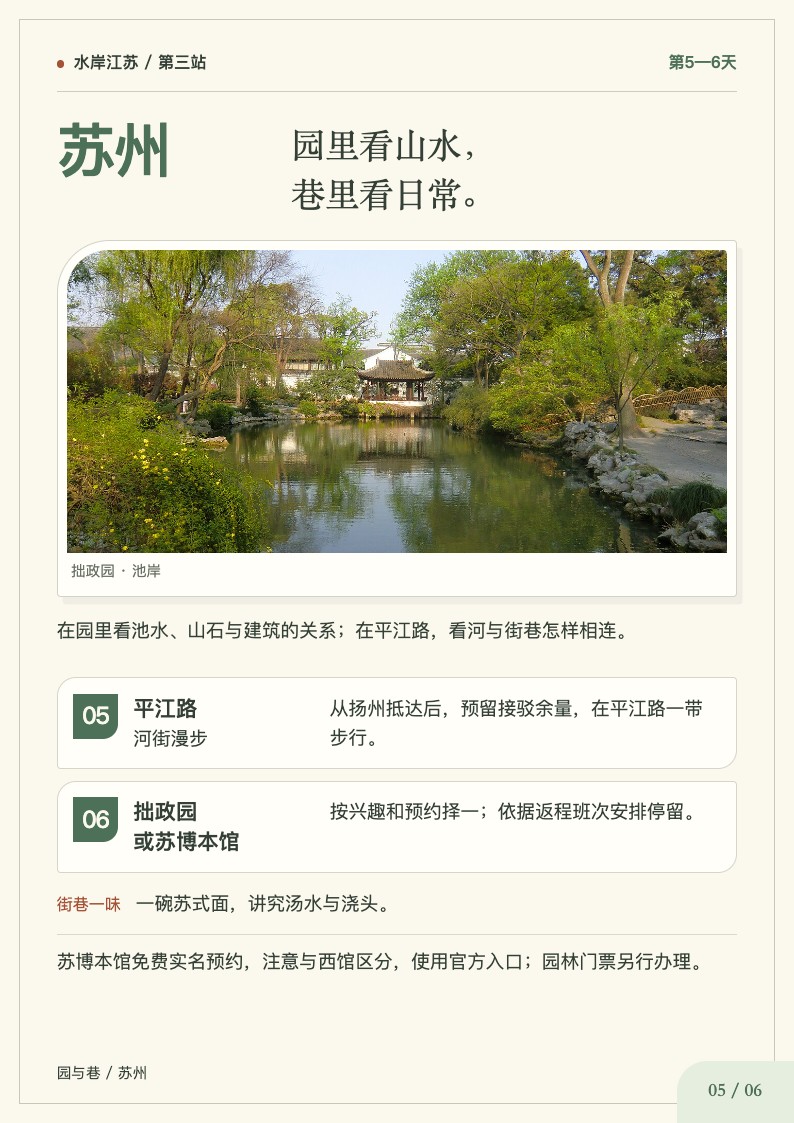 水岸江苏 / 第三站
第5—6天
苏州
园里看山水，
巷里看日常。
拙政园 · 池岸
在园里看池水、山石与建筑的关系；在平江路，看河与街巷怎样相连。
05
平江路
河街漫步
从扬州抵达后，预留接驳余量，在平江路一带
步行。
06
拙政园
或苏博本馆
按兴趣和预约择一；依据返程班次安排停留。
街巷一味 一碗苏式面，讲究汤水与浇头。
苏博本馆免费实名预约，注意与西馆区分，使用官方入口；园林门票另行办理。
园与巷 / 苏州
05 / 06